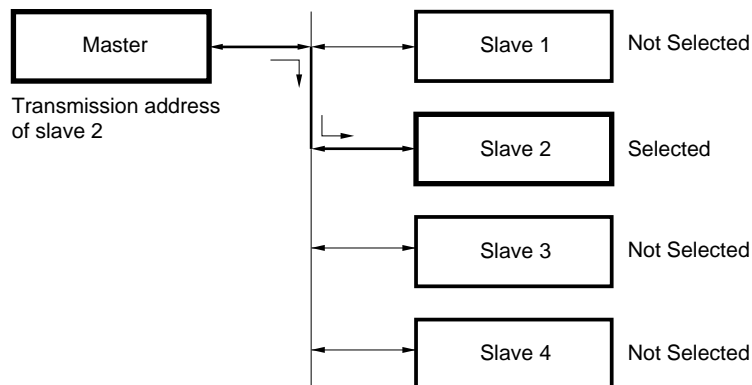 Master
Transmission address
of slave 2
Slave 1
Not Selected
Slave 2
Selected
Slave 3
Not Selected
Slave 4
Not Selected